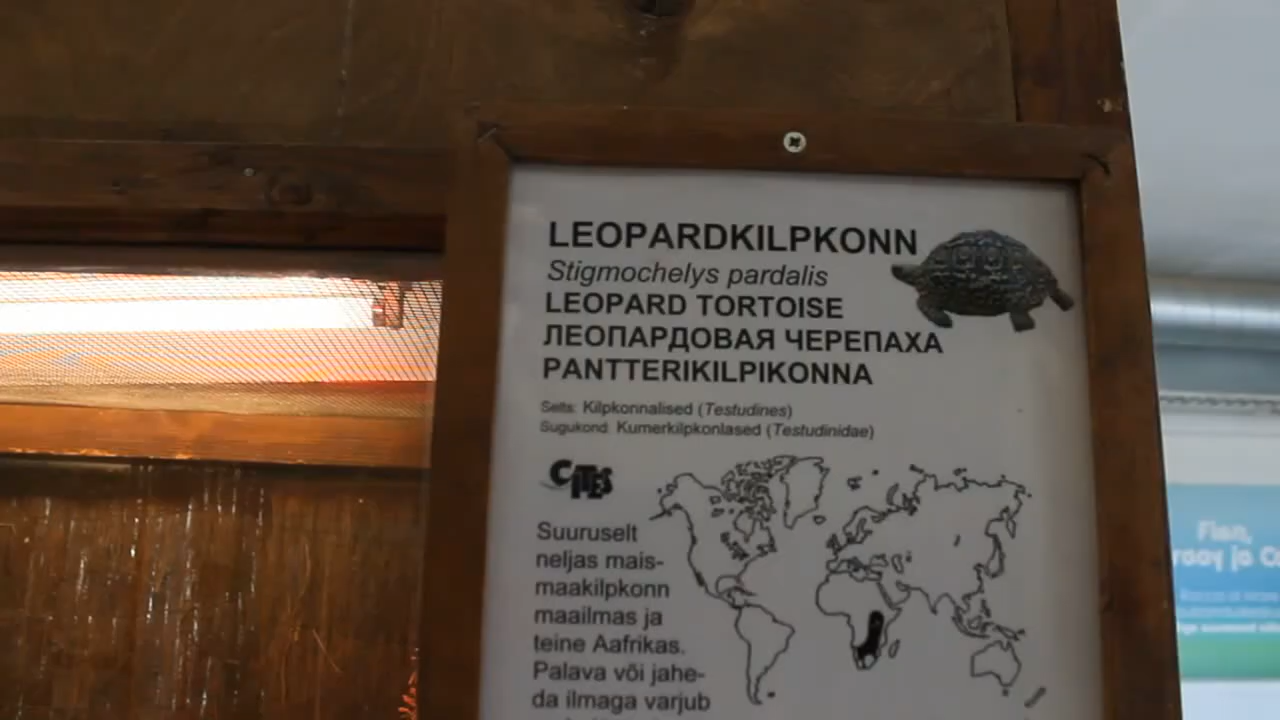 LEOPARDKILPKONN
Stigmochelys pardalis
LEOPARD TORTOISE
ЛЕОПАРДОВАЯ ЧЕРЕПАХА
PANTTERIKILPIKONNA
Selts: Kilpkonnalised (Testudines)
Sugukond: Kumerkilpkonlased (Testudinidae)
CITES
Suuruselt
neljas mais-
maakilpkonn
maailmas ja
teine Aafrikas.
Palava või jahe-
da ilmaga varjub
ja